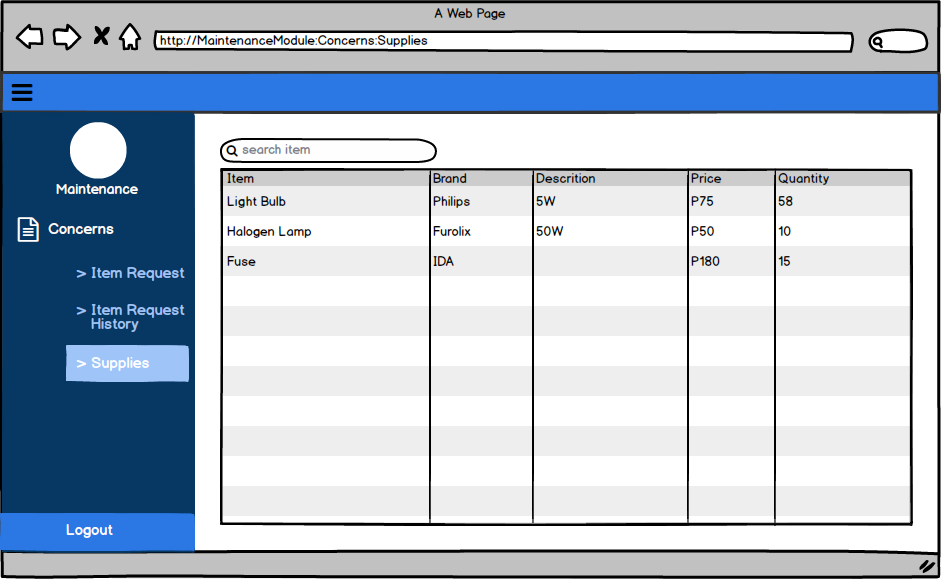 A Web Page
http://MaintenanceModule:Concerns:Supplies
Maintenance
Concerns
> Item Request
> Item Request
History
> Supplies
Logout
search item
Item Brand Descrition Price Quantity
Light Bulb Philips 5W P75 58
Halogen Lamp Furolix 50W P50 10
Fuse IDA P180 15